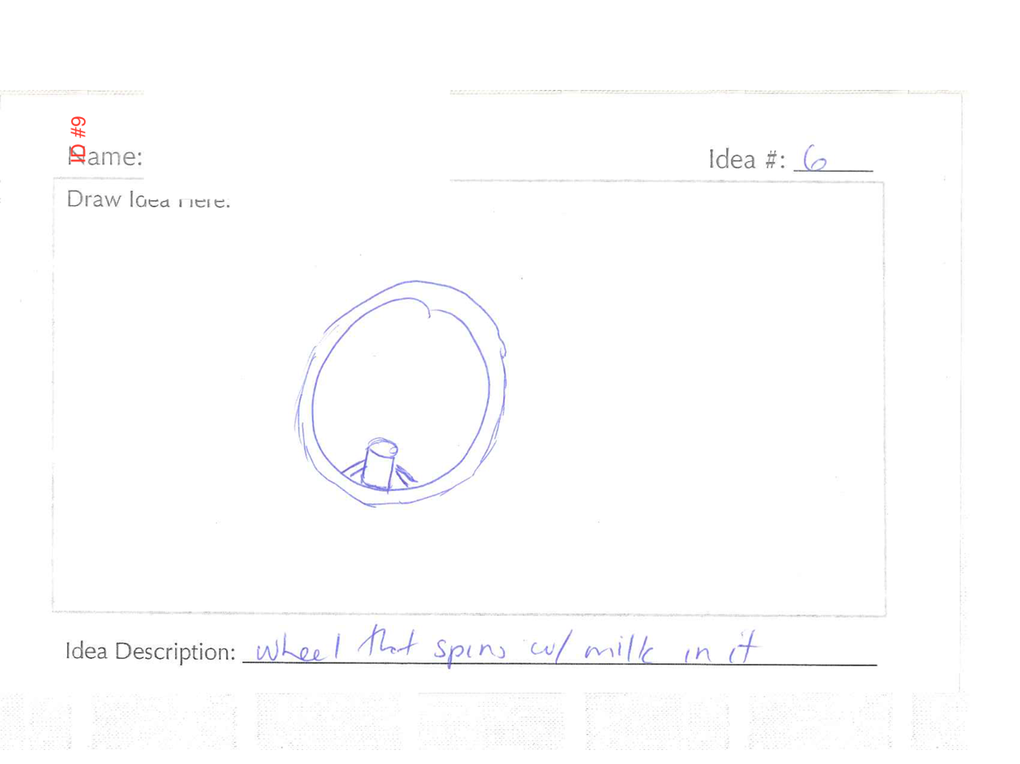 ID #9
Name:
Idea #: 6
Draw Idea Here:
Idea Description: wheel that spins w/ milk in it